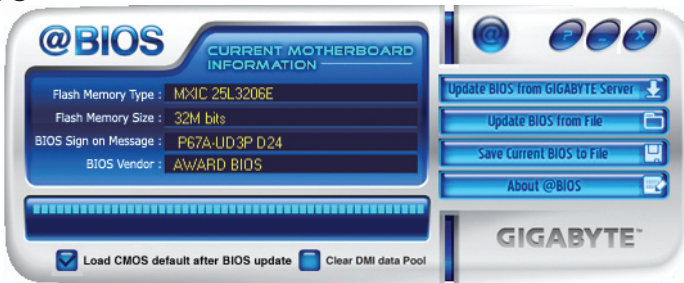 @BIOS
CURRENT MOTHERBOARD
INFORMATION
Flash Memory Type : MXIC 25L3206E
Flash Memory Size : 32M bits
BIOS Sign on Message : P67A-UD3P D24
BIOS Vendor : AWARD BIOS
Load CMOS default after BIOS update
Clear DMI data Pool
@
? _ X
Update BIOS from GIGABYTE Server
Update BIOS from File
Save Current BIOS to File
About @BIOS
GIGABYTE™